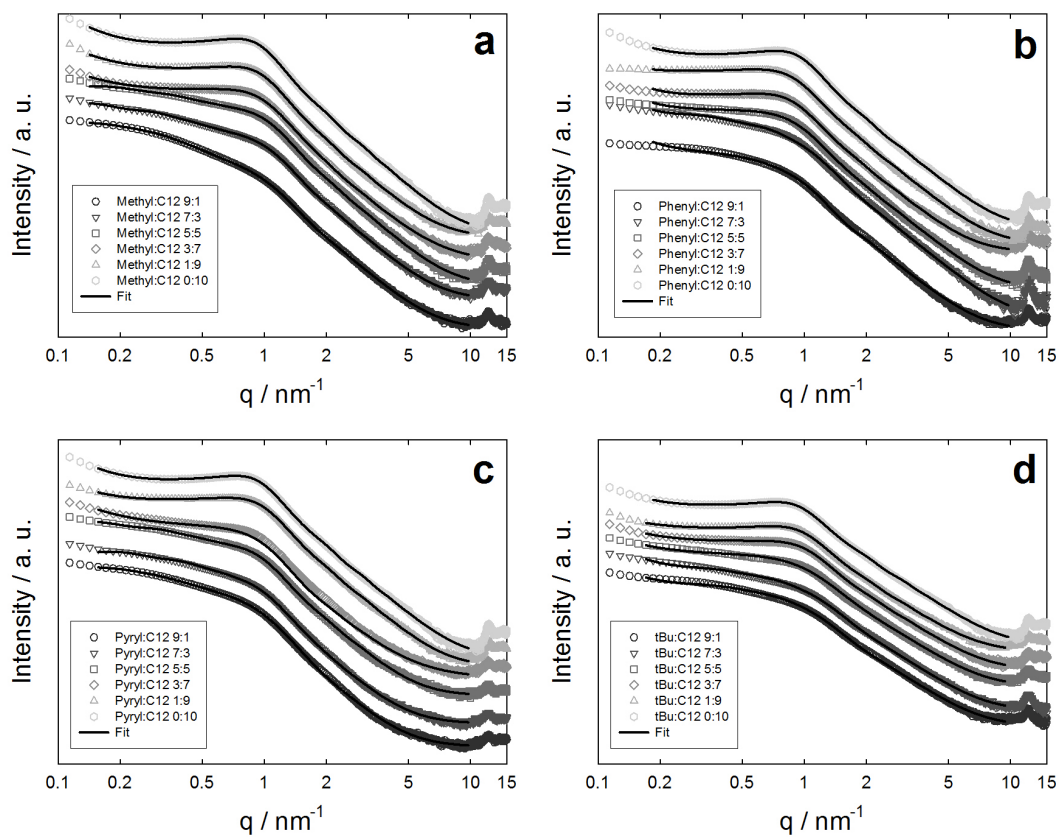 a
Intensity / a. u.
Methyl:C12 9:1
Methyl:C12 7:3
Methyl:C12 5:5
Methyl:C12 3:7
Methyl:C12 1:9
Methyl:C12 0:10
Fit
0.1 0.2 0.5 1 2 5 10 15
q / nm-1
b
Intensity / a. u.
Phenyl:C12 9:1
Phenyl:C12 7:3
Phenyl:C12 5:5
Phenyl:C12 3:7
Phenyl:C12 1:9
Phenyl:C12 0:10
Fit
0.1 0.2 0.5 1 2 5 10 15
q / nm-1
c
Intensity / a. u.
Pyryl:C12 9:1
Pyryl:C12 7:3
Pyryl:C12 5:5
Pyryl:C12 3:7
Pyryl:C12 1:9
Pyryl:C12 0:10
Fit
0.1 0.2 0.5 1 2 5 10 15
q / nm-1
d
Intensity / a. u.
tBu:C12 9:1
tBu:C12 7:3
tBu:C12 5:5
tBu:C12 3:7
tBu:C12 1:9
tBu:C12 0:10
Fit
0.1 0.2 0.5 1 2 5 10 15
q / nm-1